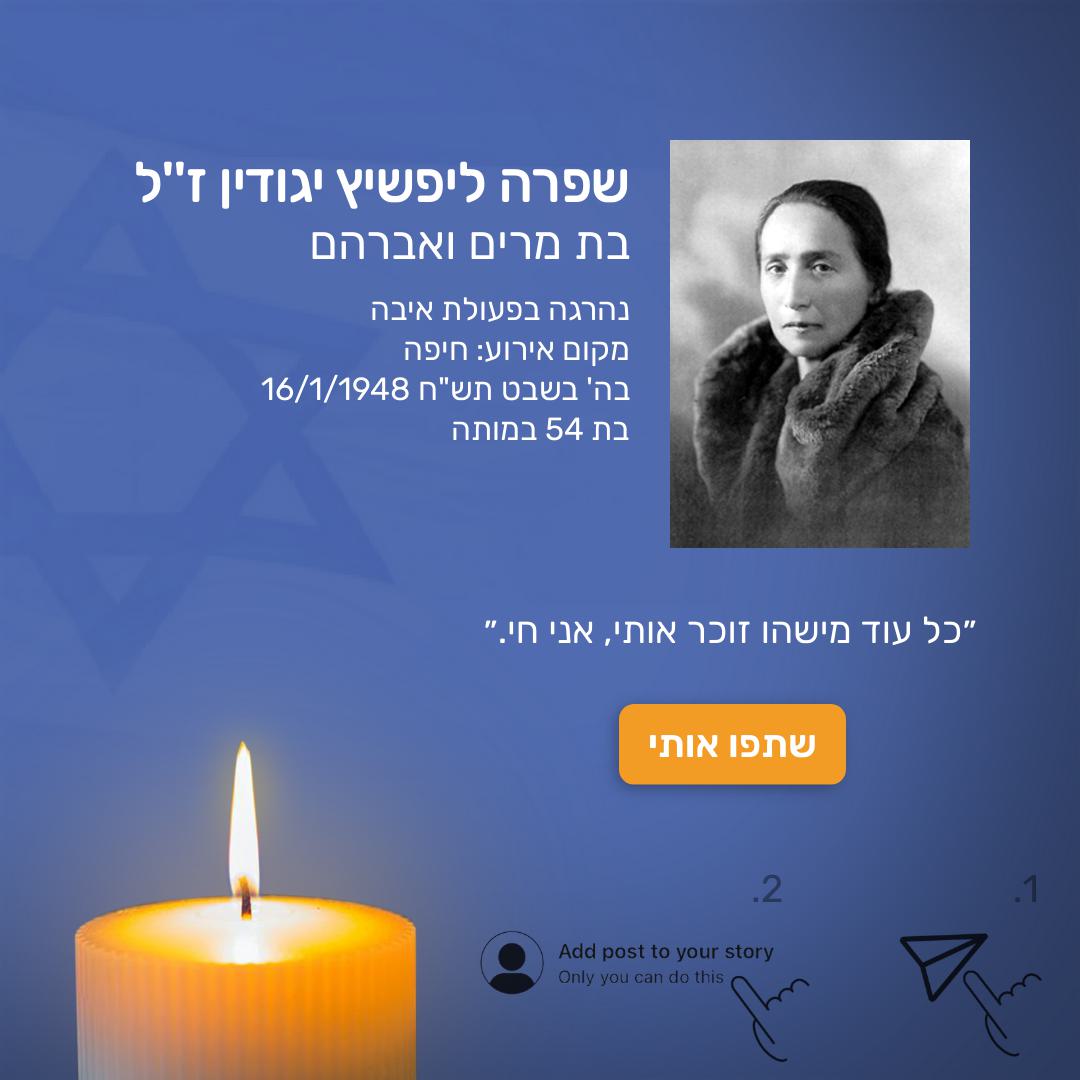 שפרה ליפשיץ יגודין ז"ל
בת מרים ואברהם
נהרגה בפעולת איבה
מקום אירוע: חיפה
בה' בשבט תש"ח 16/1/1948
בת 54 במותה
״כל עוד מישהו זוכר אותי, אני חי.״
שתפו אותי
1.
2.
Add post to your story
Only you can do this